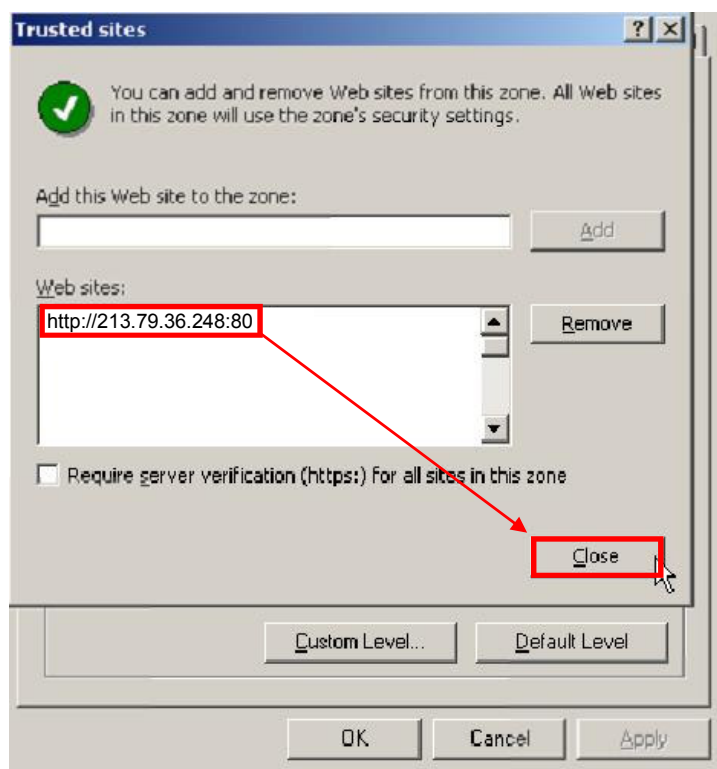 Trusted sites
You can add and remove Web sites from this zone. All Web sites
in this zone will use the zone's security settings.
Add this Web site to the zone:
Add
Web sites:
http://213.79.36.248:80
Remove
Require server verification (https:) for all sites in this zone
Close
Custom Level...
Default Level
OK
Cancel
Apply